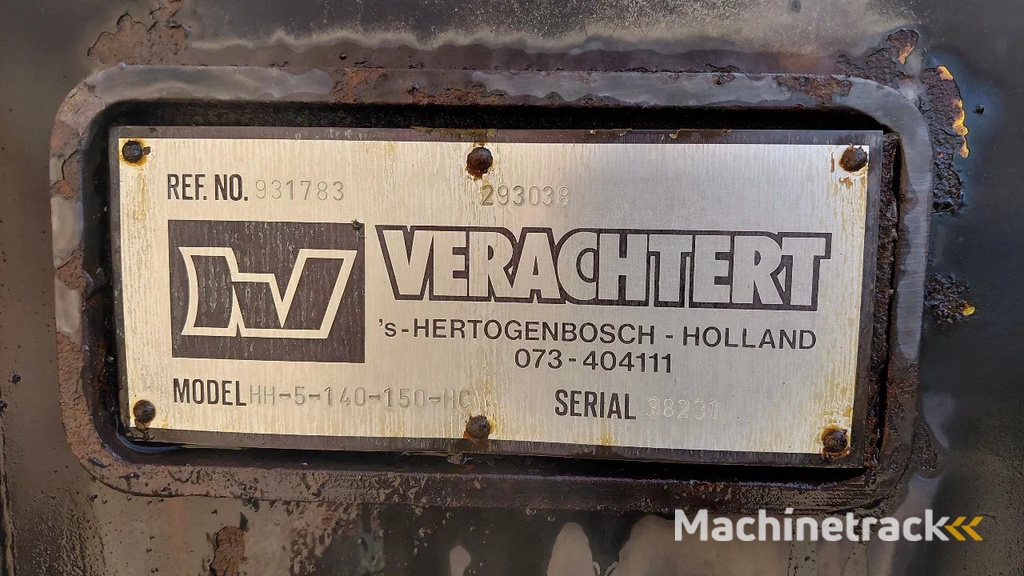 REF. NO. 931783 293038
VERACHTERT
's-HERTOGENBOSCH - HOLLAND
073-404111
MODEL HH-5-140-150-HC SERIAL 38231
Machinetrack